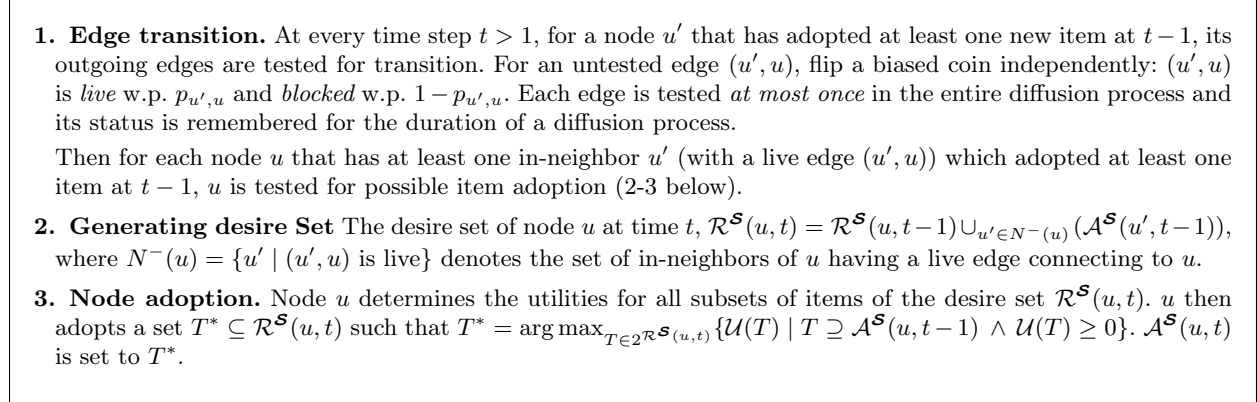 1. Edge transition. At every time step t > 1, for a node u′ that has adopted at least one new item at t − 1, its
outgoing edges are tested for transition. For an untested edge (u′, u), flip a biased coin independently: (u′, u)
is live w.p. p_{u′,u} and blocked w.p. 1 − p_{u′,u}. Each edge is tested at most once in the entire diffusion process and
its status is remembered for the duration of a diffusion process.
Then for each node u that has at least one in-neighbor u′ (with a live edge (u′, u)) which adopted at least one
item at t − 1, u is tested for possible item adoption (2-3 below).
2. Generating desire Set The desire set of node u at time t, ℛ^𝓢(u, t) = ℛ^𝓢(u, t−1) ∪_{u′∈N⁻(u)} (𝒜^𝓢(u′, t−1)),
where N⁻(u) = {u′ | (u′, u) is live} denotes the set of in-neighbors of u having a live edge connecting to u.
3. Node adoption. Node u determines the utilities for all subsets of items of the desire set ℛ^𝓢(u, t). u then
adopts a set T* ⊆ ℛ^𝓢(u, t) such that T* = arg max_{T∈2^{ℛ^𝓢(u,t)}} {𝒰(T) | T ⊇ 𝒜^𝓢(u, t−1) ∧ 𝒰(T) ≥ 0}. 𝒜^𝓢(u, t)
is set to T*.